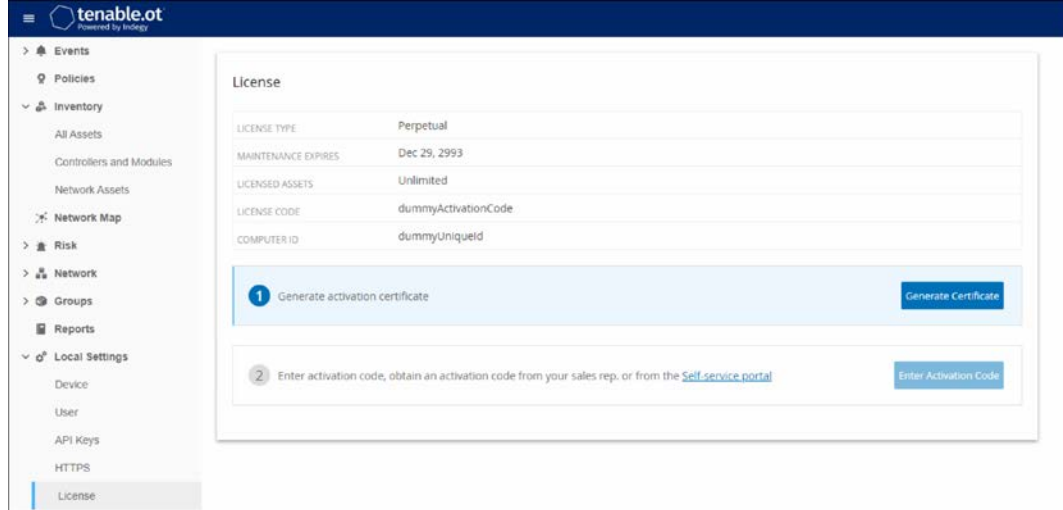 tenable.ot
Powered by Indegy
Events
Policies
Inventory
All Assets
Controllers and Modules
Network Assets
Network Map
Risk
Network
Groups
Reports
Local Settings
Device
User
API Keys
HTTPS
License
License
LICENSE TYPE Perpetual
MAINTENANCE EXPIRES Dec 29, 2993
LICENSED ASSETS Unlimited
LICENSE CODE dummyActivationCode
COMPUTER ID dummyUniqueId
1 Generate activation certificate Generate Certificate
2 Enter activation code, obtain an activation code from your sales rep. or from the Self-service portal Enter Activation Code